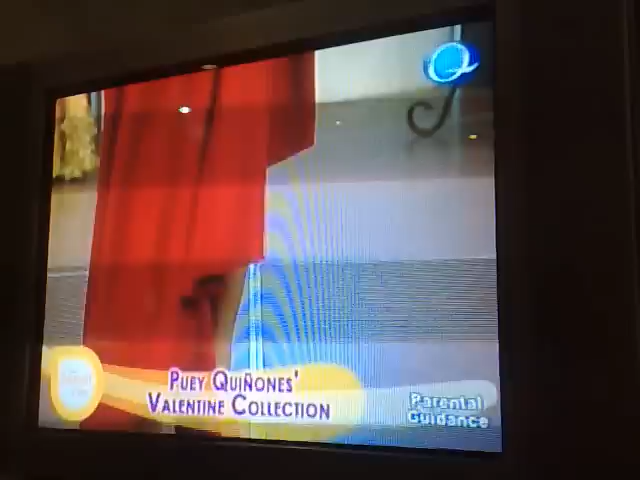 Q
PUEY QUIÑONES'
VALENTINE COLLECTION
Parental
Guidance